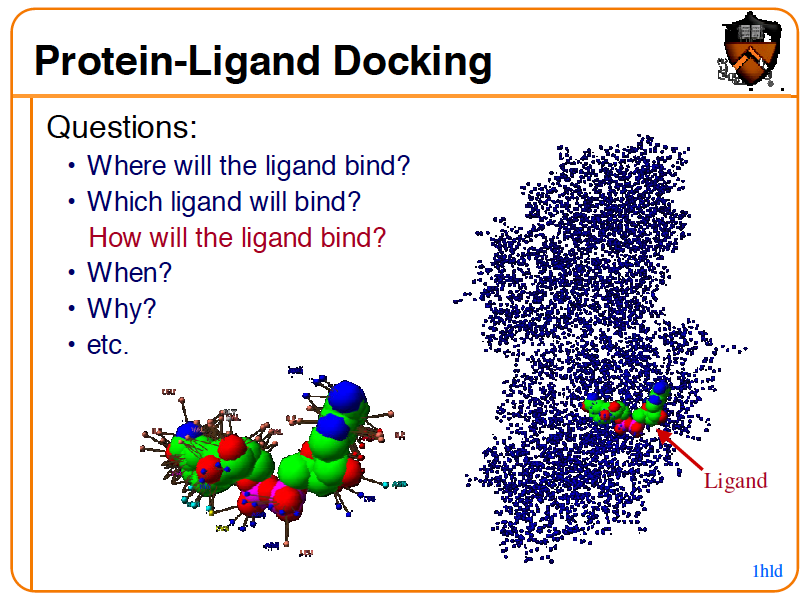 Protein-Ligand Docking
Questions:
• Where will the ligand bind?
• Which ligand will bind?
How will the ligand bind?
• When?
• Why?
• etc.
Ligand
1hld